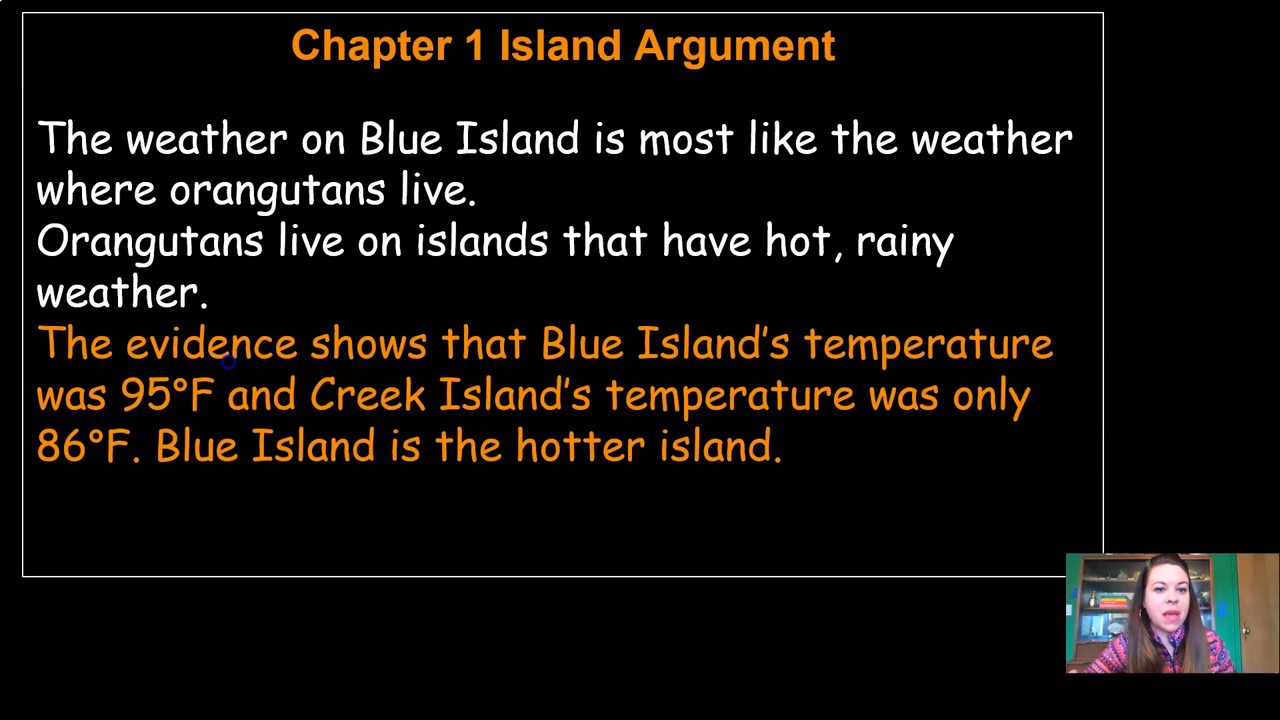 Chapter 1 Island Argument
The weather on Blue Island is most like the weather
where orangutans live.
Orangutans live on islands that have hot, rainy
weather.
The evidence shows that Blue Island’s temperature
was 95°F and Creek Island’s temperature was only
86°F. Blue Island is the hotter island.